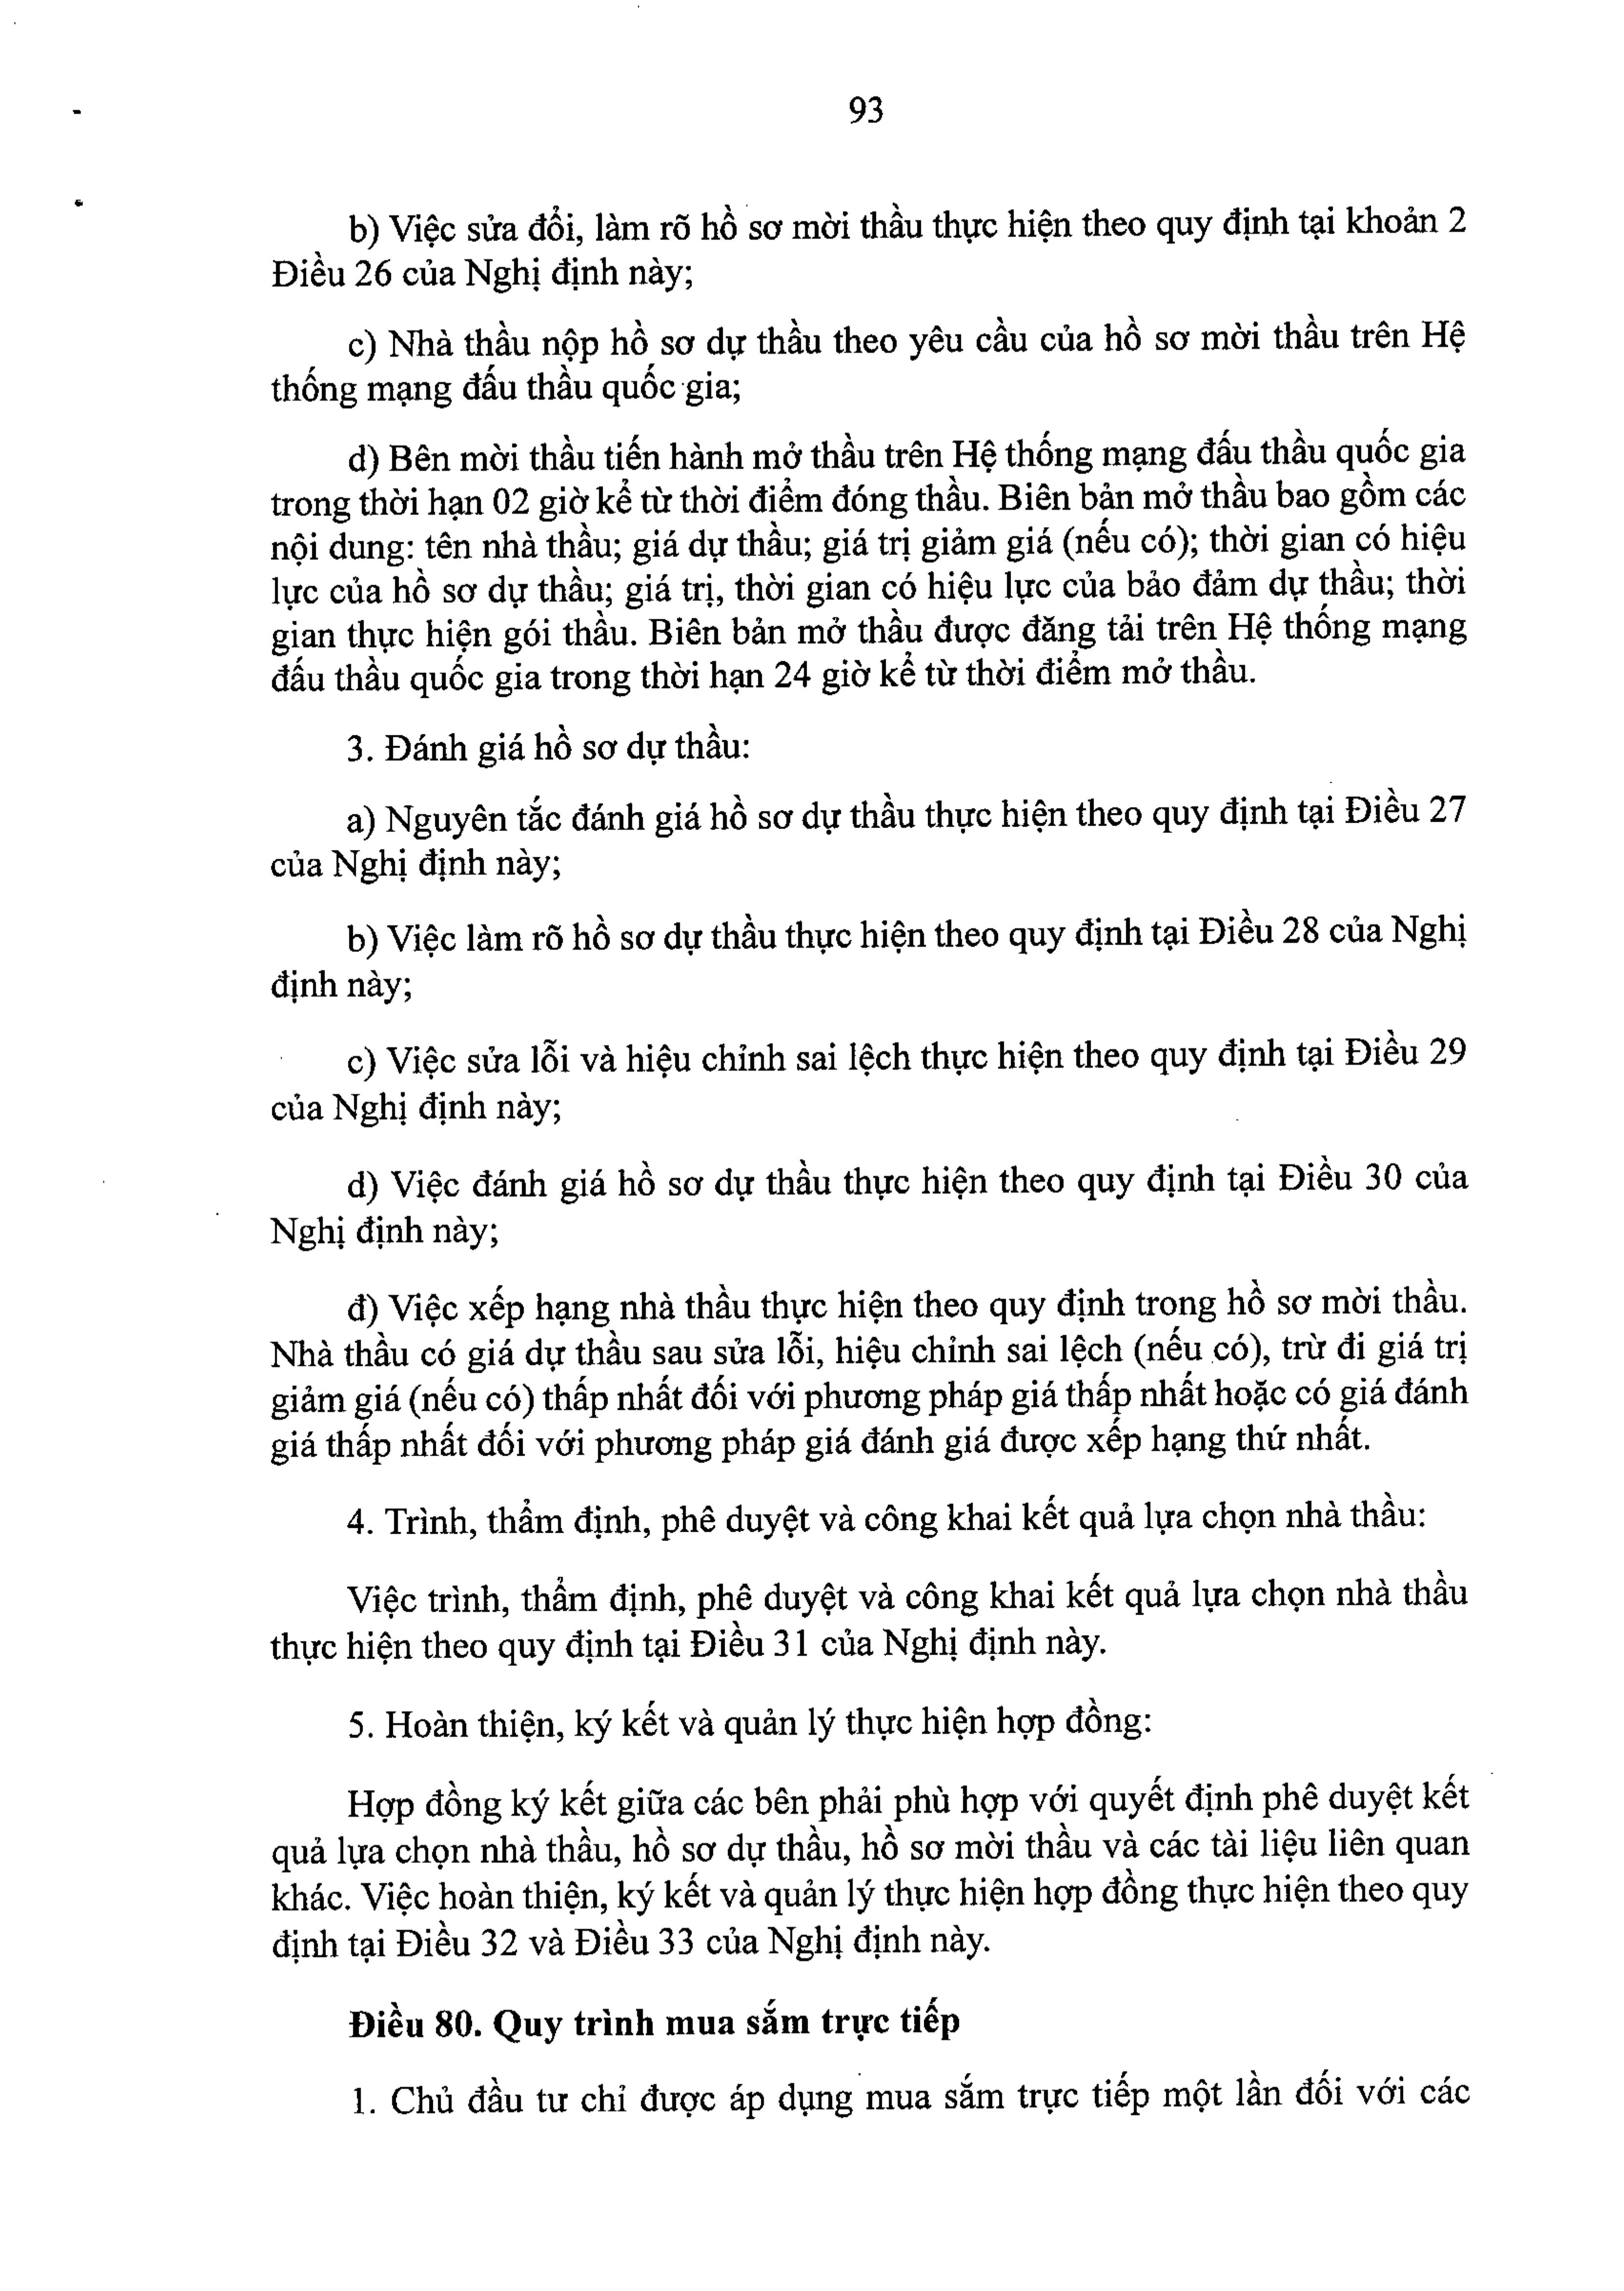 93
b) Việc sửa đổi, làm rõ hồ sơ mời thầu thực hiện theo quy định tại khoản 2
Điều 26 của Nghị định này;
c) Nhà thầu nộp hồ sơ dự thầu theo yêu cầu của hồ sơ mời thầu trên Hệ
thống mạng đấu thầu quốc gia;
d) Bên mời thầu tiến hành mở thầu trên Hệ thống mạng đấu thầu quốc gia
trong thời hạn 02 giờ kể từ thời điểm đóng thầu. Biên bản mở thầu bao gồm các
nội dung: tên nhà thầu; giá dự thầu; giá trị giảm giá (nếu có); thời gian có hiệu
lực của hồ sơ dự thầu; giá trị, thời gian có hiệu lực của bảo đảm dự thầu; thời
gian thực hiện gói thầu. Biên bản mở thầu được đăng tải trên Hệ thống mạng
đấu thầu quốc gia trong thời hạn 24 giờ kể từ thời điểm mở thầu.
3. Đánh giá hồ sơ dự thầu:
a) Nguyên tắc đánh giá hồ sơ dự thầu thực hiện theo quy định tại Điều 27
của Nghị định này;
b) Việc làm rõ hồ sơ dự thầu thực hiện theo quy định tại Điều 28 của Nghị
định này;
c) Việc sửa lỗi và hiệu chỉnh sai lệch thực hiện theo quy định tại Điều 29
của Nghị định này;
d) Việc đánh giá hồ sơ dự thầu thực hiện theo quy định tại Điều 30 của
Nghị định này;
đ) Việc xếp hạng nhà thầu thực hiện theo quy định trong hồ sơ mời thầu.
Nhà thầu có giá dự thầu sau sửa lỗi, hiệu chỉnh sai lệch (nếu có), trừ đi giá trị
giảm giá (nếu có) thấp nhất đối với phương pháp giá thấp nhất hoặc có giá đánh
giá thấp nhất đối với phương pháp giá đánh giá được xếp hạng thứ nhất.
4. Trình, thẩm định, phê duyệt và công khai kết quả lựa chọn nhà thầu:
Việc trình, thẩm định, phê duyệt và công khai kết quả lựa chọn nhà thầu
thực hiện theo quy định tại Điều 31 của Nghị định này.
5. Hoàn thiện, ký kết và quản lý thực hiện hợp đồng:
Hợp đồng ký kết giữa các bên phải phù hợp với quyết định phê duyệt kết
quả lựa chọn nhà thầu, hồ sơ dự thầu, hồ sơ mời thầu và các tài liệu liên quan
khác. Việc hoàn thiện, ký kết và quản lý thực hiện hợp đồng thực hiện theo quy
định tại Điều 32 và Điều 33 của Nghị định này.
Điều 80. Quy trình mua sắm trực tiếp
1. Chủ đầu tư chỉ được áp dụng mua sắm trực tiếp một lần đối với các